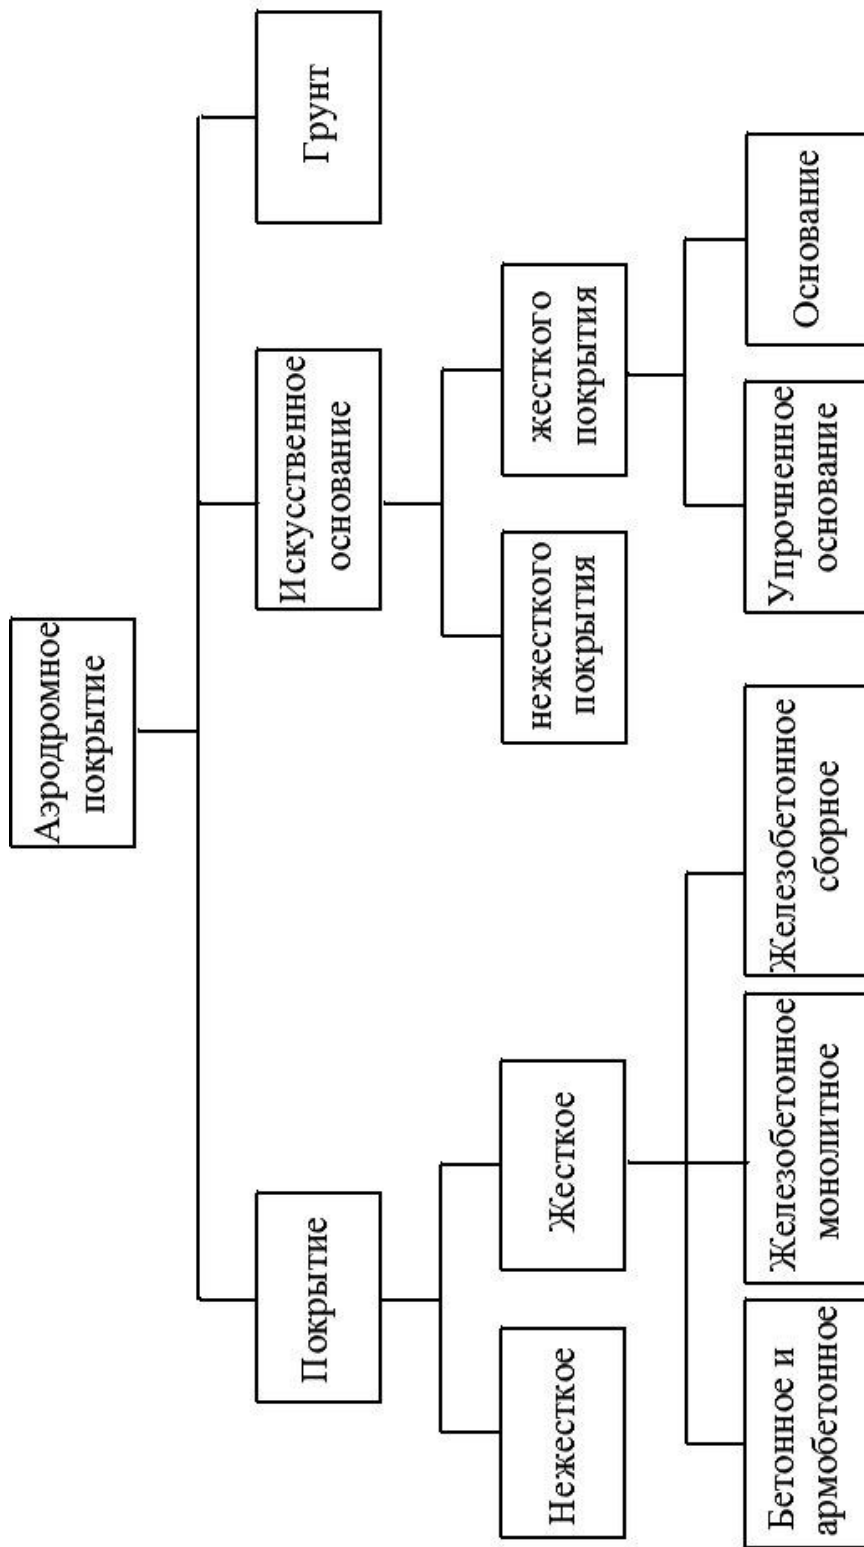 Аэродромное
покрытие
Покрытие
Искусственное
основание
Грунт
Нежесткое
Жесткое
нежесткого
покрытия
жесткого
покрытия
Бетонное и
армобетонное
Железобетонное
монолитное
Железобетонное
сборное
Упрочненное
основание
Основание